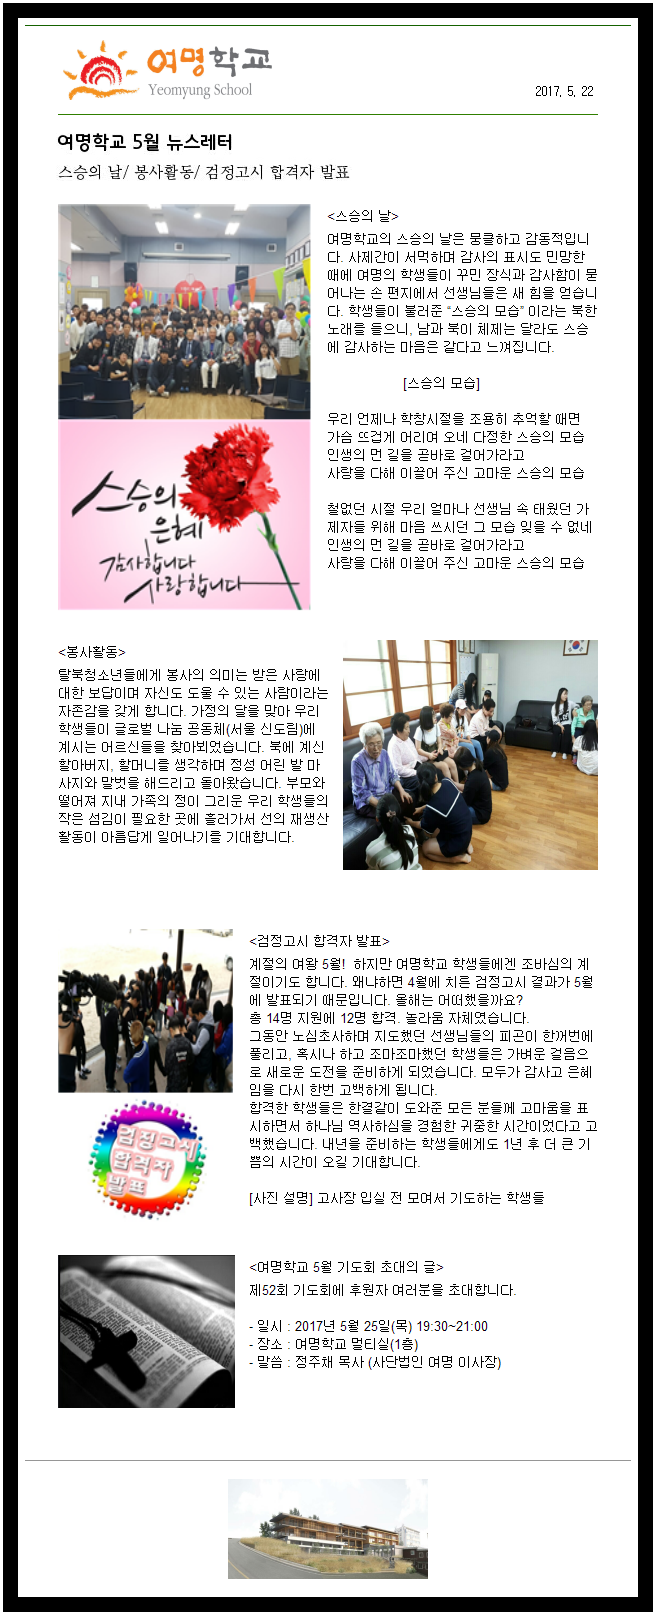 여명학교
Yeomyung School
2017. 5. 22
여명학교 5월 뉴스레터
스승의 날/ 봉사활동/ 검정고시 합격자 발표
<스승의 날>
여명학교의 스승의 날은 뭉클하고 감동적입니
다. 사제간이 서먹하며 감사의 표시도 민망한
때에 여명의 학생들이 꾸민 장식과 감사함이 묻
어나는 손 편지에서 선생님들은 새 힘을 얻습니
다. 학생들이 불러준 “스승의 모습” 이라는 북한
노래를 들으니, 남과 북이 체제는 달라도 스승
에 감사하는 마음은 같다고 느껴집니다.
[스승의 모습]
우리 언제나 학창시절을 조용히 추억할 때면
가슴 뜨겁게 어리며 오네 다정한 스승의 모습
인생의 먼 길을 곧바로 걸어가라고
사랑을 다해 이끌어 주신 고마운 스승의 모습
철없던 시절 우리 얼마나 선생님 속 태웠던 가
제자들 위해 마음 쓰시던 그 모습 잊을 수 없네
인생의 먼 길을 곧바로 걸어가라고
사랑을 다해 이끌어 주신 고마운 스승의 모습
스승의
은혜
감사합니다
사랑합니다
<봉사활동>
탈북청소년들에게 봉사의 의미는 받은 사랑에
대한 보답이며 자신도 도울 수 있는 사람이라는
자존감을 갖게 합니다. 가정의 달을 맞아 우리
학생들이 글로벌 나눔 공동체(서울 신도림)에
계시는 어르신들을 찾아뵈었습니다. 북에 계신
할아버지, 할머니를 생각하며 정성 어린 발 마
사지와 말벗을 해드리고 돌아왔습니다. 부모와
떨어져 지내 가족의 정이 그리운 우리 학생들의
작은 섬김이 필요한 곳에 흘러가서 선의 재생산
활동이 아름답게 일어나기를 기대합니다.
<검정고시 합격자 발표>
계절의 여왕 5월!  하지만 여명학교 학생들에겐 조바심의 계
절이기도 합니다. 왜냐하면 4월에 치른 검정고시 결과가 5월
에 발표되기 때문입니다. 올해는 어떠했을까요?
총 14명 지원에 12명 합격. 놀라움 자체였습니다.
그동안 노심초사하며 지도했던 선생님들의 피곤이 한꺼번에
풀리고, 혹시나 하고 조마조마했던 학생들은 가벼운 걸음으
로 새로운 도전을 준비하게 되었습니다. 모두가 감사고 은혜
임을 다시 한번 고백하게 됩니다.
합격한 학생들은 한결같이 도와준 모든 분들께 고마움을 표
시하면서 하나님 역사하심을 경험한 귀중한 시간이었다고 고
백했습니다. 내년을 준비하는 학생들에게도 1년 후 더 큰 기
쁨의 시간이 오길 기대합니다.
[사진 설명] 고사장 입실 전 모여서 기도하는 학생들
검정고시
합격자
발표
<여명학교 5월 기도회 초대의 글>
제52회 기도회에 후원자 여러분을 초대합니다.
- 일시 : 2017년 5월 25일(목) 19:30~21:00
- 장소 : 여명학교 멀티실(1층)
- 말씀 : 정주채 목사 (사단법인 여명 이사장)